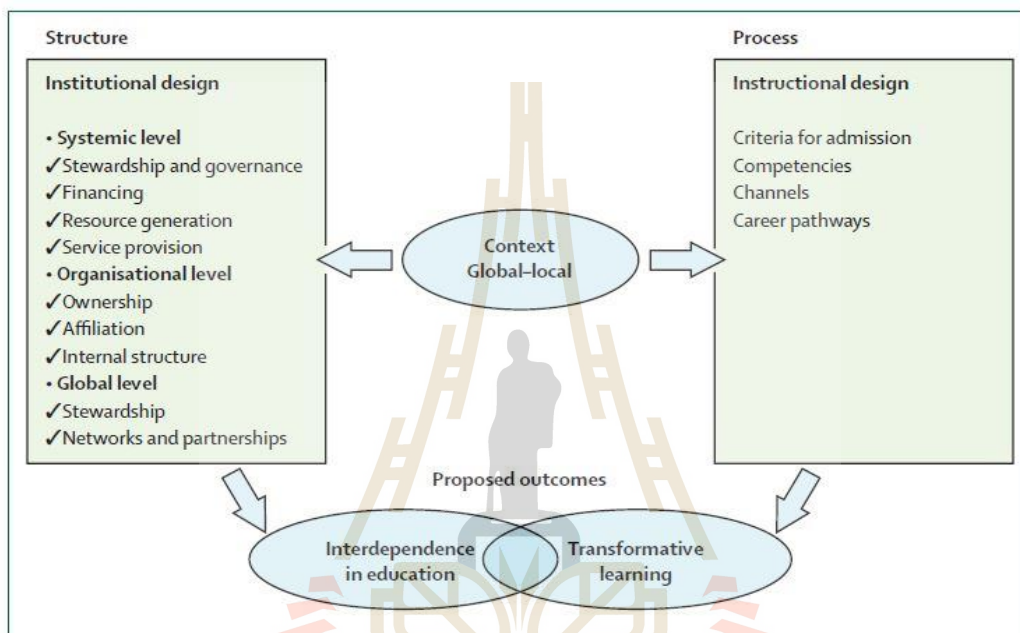 Structure
Institutional design
• Systemic level
✓Stewardship and governance
✓Financing
✓Resource generation
✓Service provision
• Organisational level
✓Ownership
✓Affiliation
✓Internal structure
• Global level
✓Stewardship
✓Networks and partnerships
Context
Global–local
Process
Instructional design
Criteria for admission
Competencies
Channels
Career pathways
Proposed outcomes
Interdependence
in education
Transformative
learning